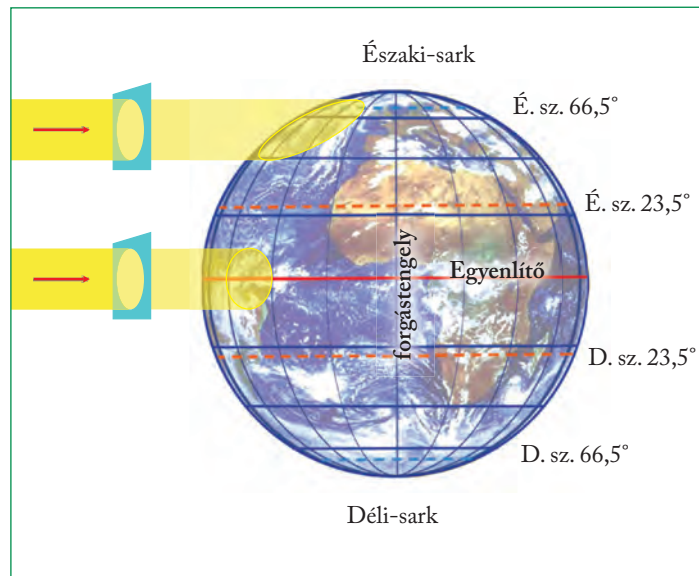 Északi-sark
É. sz. 66,5°
É. sz. 23,5°
Egyenlítő
forgástengely
D. sz. 23,5°
D. sz. 66,5°
Déli-sark